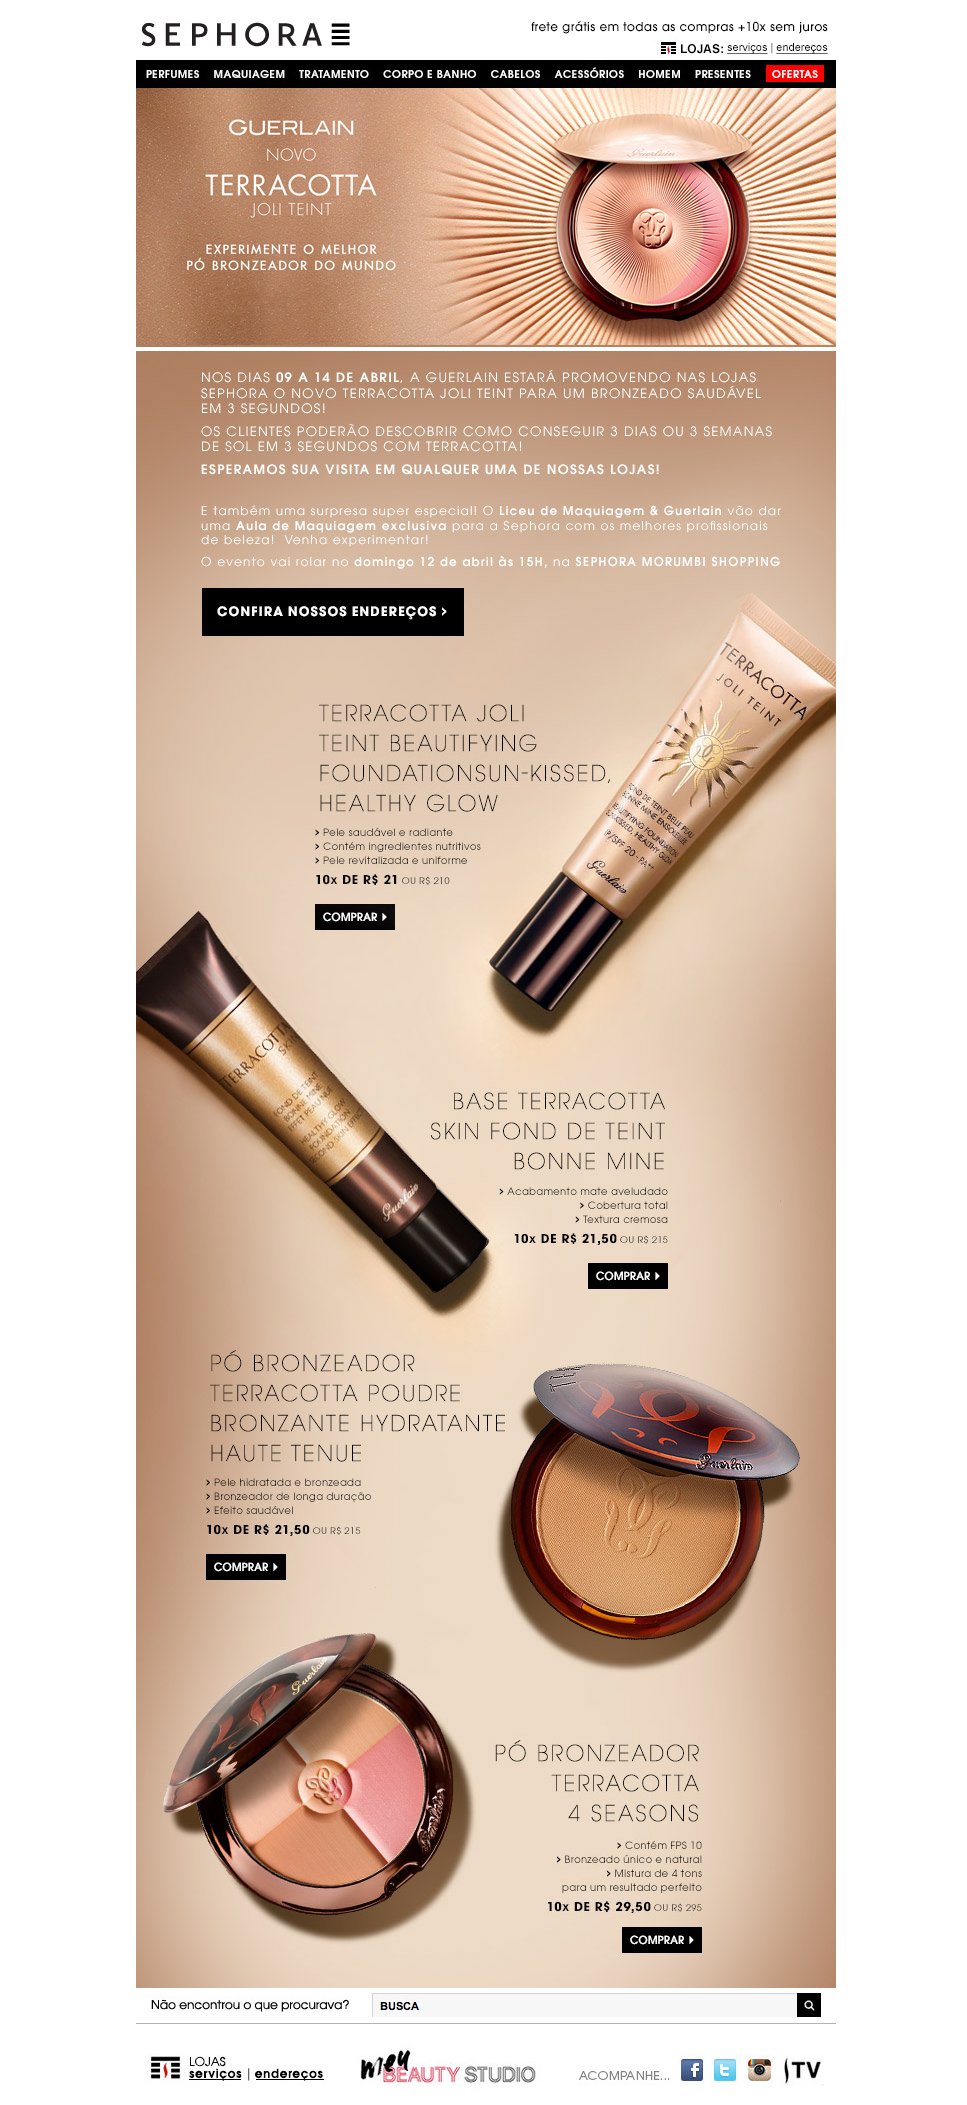 SEPHORA
frete grátis em todas as compras +10x sem juros
LOJAS: serviços | endereços
PERFUMES MAQUIAGEM TRATAMENTO CORPO E BANHO CABELOS ACESSÓRIOS HOMEM PRESENTES OFERTAS
GUERLAIN
NOVO
TERRACOTTA
JOLI TEINT
EXPERIMENTE O MELHOR
PÓ BRONZEADOR DO MUNDO
Guerlain
NOS DIAS 09 A 14 DE ABRIL, A GUERLAIN ESTARÁ PROMOVENDO NAS LOJAS
SEPHORA O NOVO TERRACOTTA JOLI TEINT PARA UM BRONZEADO SAUDÁVEL
EM 3 SEGUNDOS!
OS CLIENTES PODERÃO DESCOBRIR COMO CONSEGUIR 3 DIAS OU 3 SEMANAS
DE SOL EM 3 SEGUNDOS COM TERRACOTTA!
ESPERAMOS SUA VISITA EM QUALQUER UMA DE NOSSAS LOJAS!
E também uma surpresa super especial! O Liceu de Maquiagem & Guerlain vão dar
uma Aula de Maquiagem exclusiva para a Sephora com os melhores profissionais
de beleza! Venha experimentar!
O evento vai rolar no domingo 12 de abril às 15H, na SEPHORA MORUMBI SHOPPING
CONFIRA NOSSOS ENDEREÇOS >
TERRACOTTA
JOLI TEINT
FOND DE TEINT BELLE PEAU
BONNE MINE ENSOLEILLÉE
BEAUTIFYING FOUNDATION
SUN-KISSED, HEALTHY GLOW
IP/SPF 20 - PA++
Guerlain
TERRACOTTA JOLI
TEINT BEAUTIFYING
FOUNDATIONSUN-KISSED,
HEALTHY GLOW
> Pele saudável e radiante
> Contém ingredientes nutritivos
> Pele revitalizada e uniforme
10x DE R$ 21 OU R$ 210
COMPRAR
TERRACOTTA
SKIN
FOND DE TEINT
BONNE MINE
EFFET PEAU NUE
HEALTHY GLOW
FOUNDATION
SECOND SKIN EFFECT
Guerlain
BASE TERRACOTTA
SKIN FOND DE TEINT
BONNE MINE
> Acabamento mate aveludado
> Cobertura total
> Textura cremosa
10x DE R$ 21,50 OU R$ 215
COMPRAR
PÓ BRONZEADOR
TERRACOTTA POUDRE
BRONZANTE HYDRATANTE
HAUTE TENUE
> Pele hidratada e bronzeada
> Bronzeador de longa duração
> Efeito saudável
10x DE R$ 21,50 OU R$ 215
COMPRAR
Guerlain
Guerlain
Guerlain
PÓ BRONZEADOR
TERRACOTTA
4 SEASONS
> Contém FPS 10
> Bronzeado único e natural
> Mistura de 4 tons
para um resultado perfeito
10x DE R$ 29,50 OU R$ 295
COMPRAR
Não encontrou o que procurava?
BUSCA
LOJAS
serviços | endereços
meu
BEAUTY STUDIO
ACOMPANHE...
TV